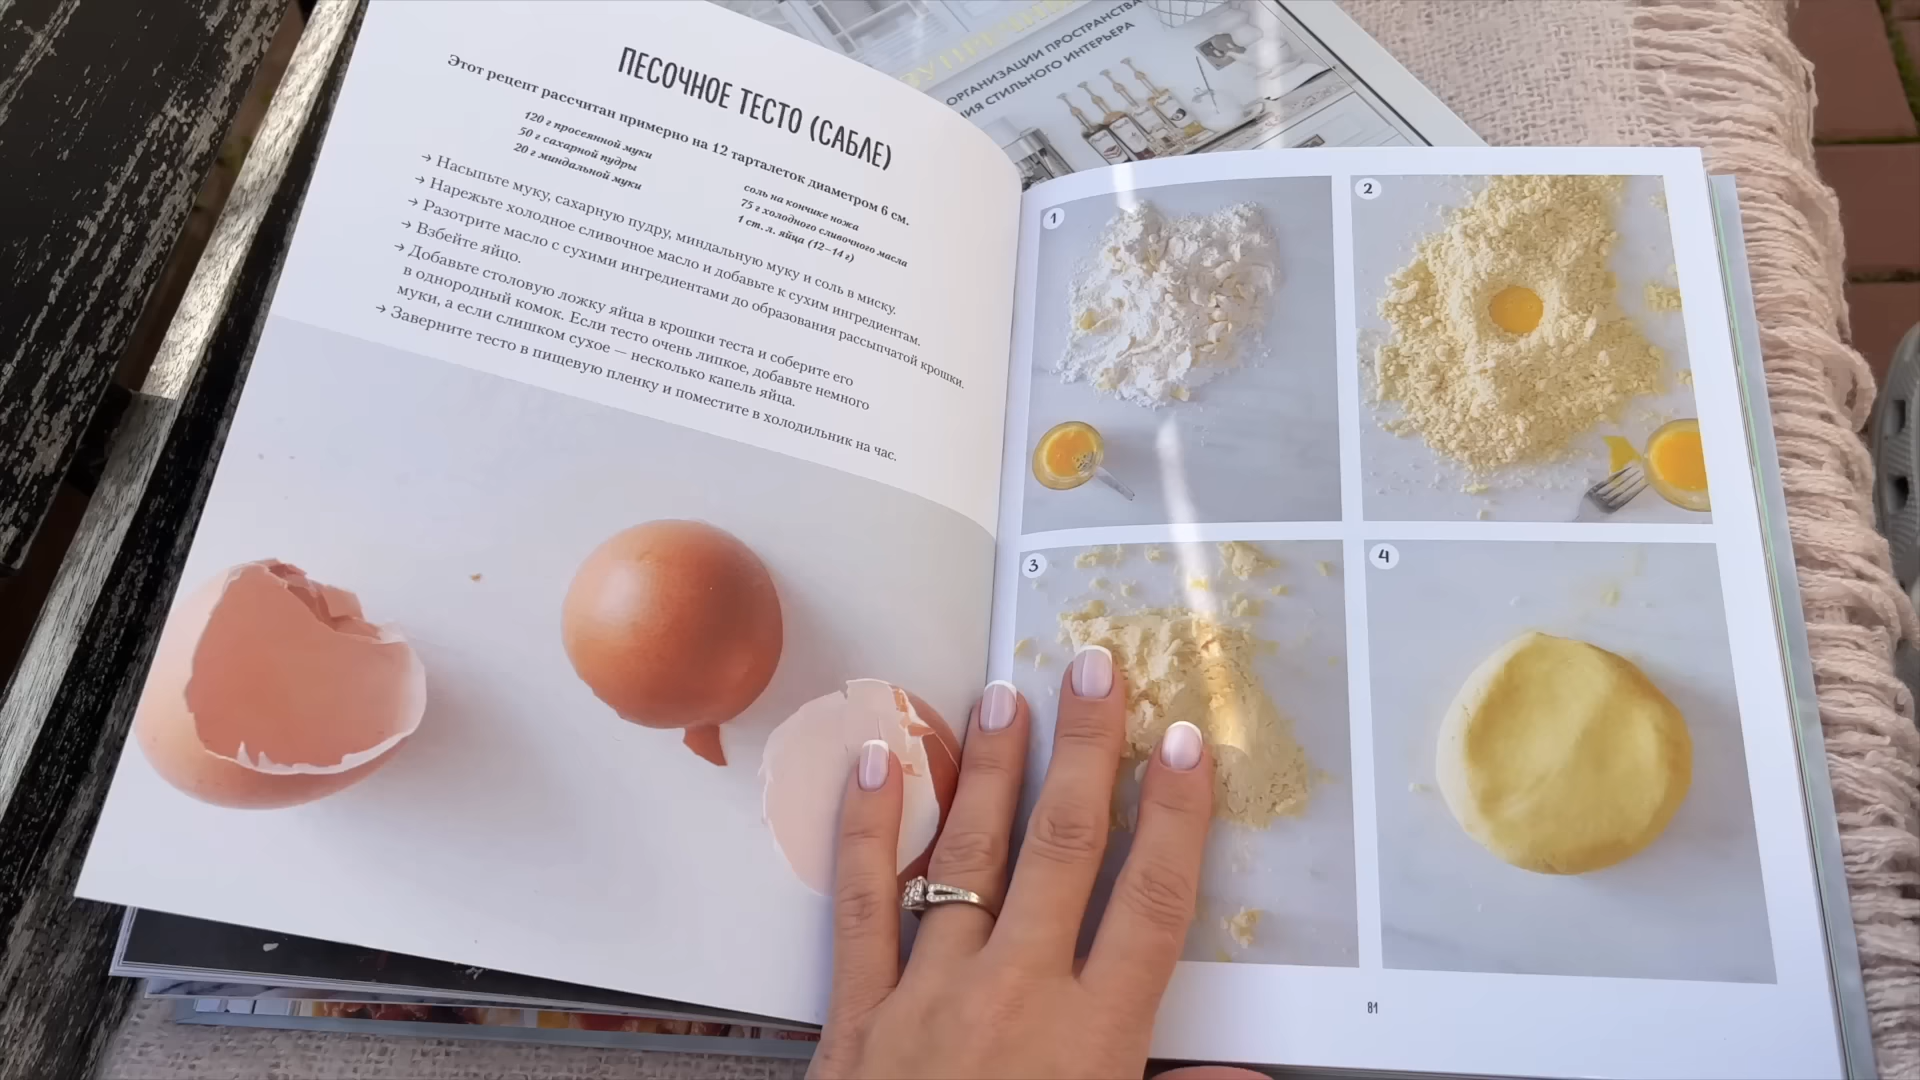 ПЕСОЧНОЕ ТЕСТО (САБЛЕ)
Этот рецепт рассчитан примерно на 12 тарталеток диаметром 6 см.
120 г просеянной муки
50 г сахарной пудры
20 г миндальной муки
соль на кончике ножа
75 г холодного сливочного масла
1 ст. л. яйца (12–14 г)
→ Насыпьте муку, сахарную пудру, миндальную муку и соль в миску.
→ Нарежьте холодное сливочное масло и добавьте к сухим ингредиентам.
→ Разотрите масло с сухими ингредиентами до образования рассыпчатой крошки.
→ Взбейте яйцо.
→ Добавьте столовую ложку яйца в крошки теста и соберите его
в однородный комок. Если тесто очень липкое, добавьте немного
муки, а если слишком сухое — несколько капель яйца.
→ Заверните тесто в пищевую пленку и поместите в холодильник на час.
ОРГАНИЗАЦИИ ПРОСТРАНСТВА
СТИЛЬНОГО ИНТЕРЬЕРА
1
2
3
4
81